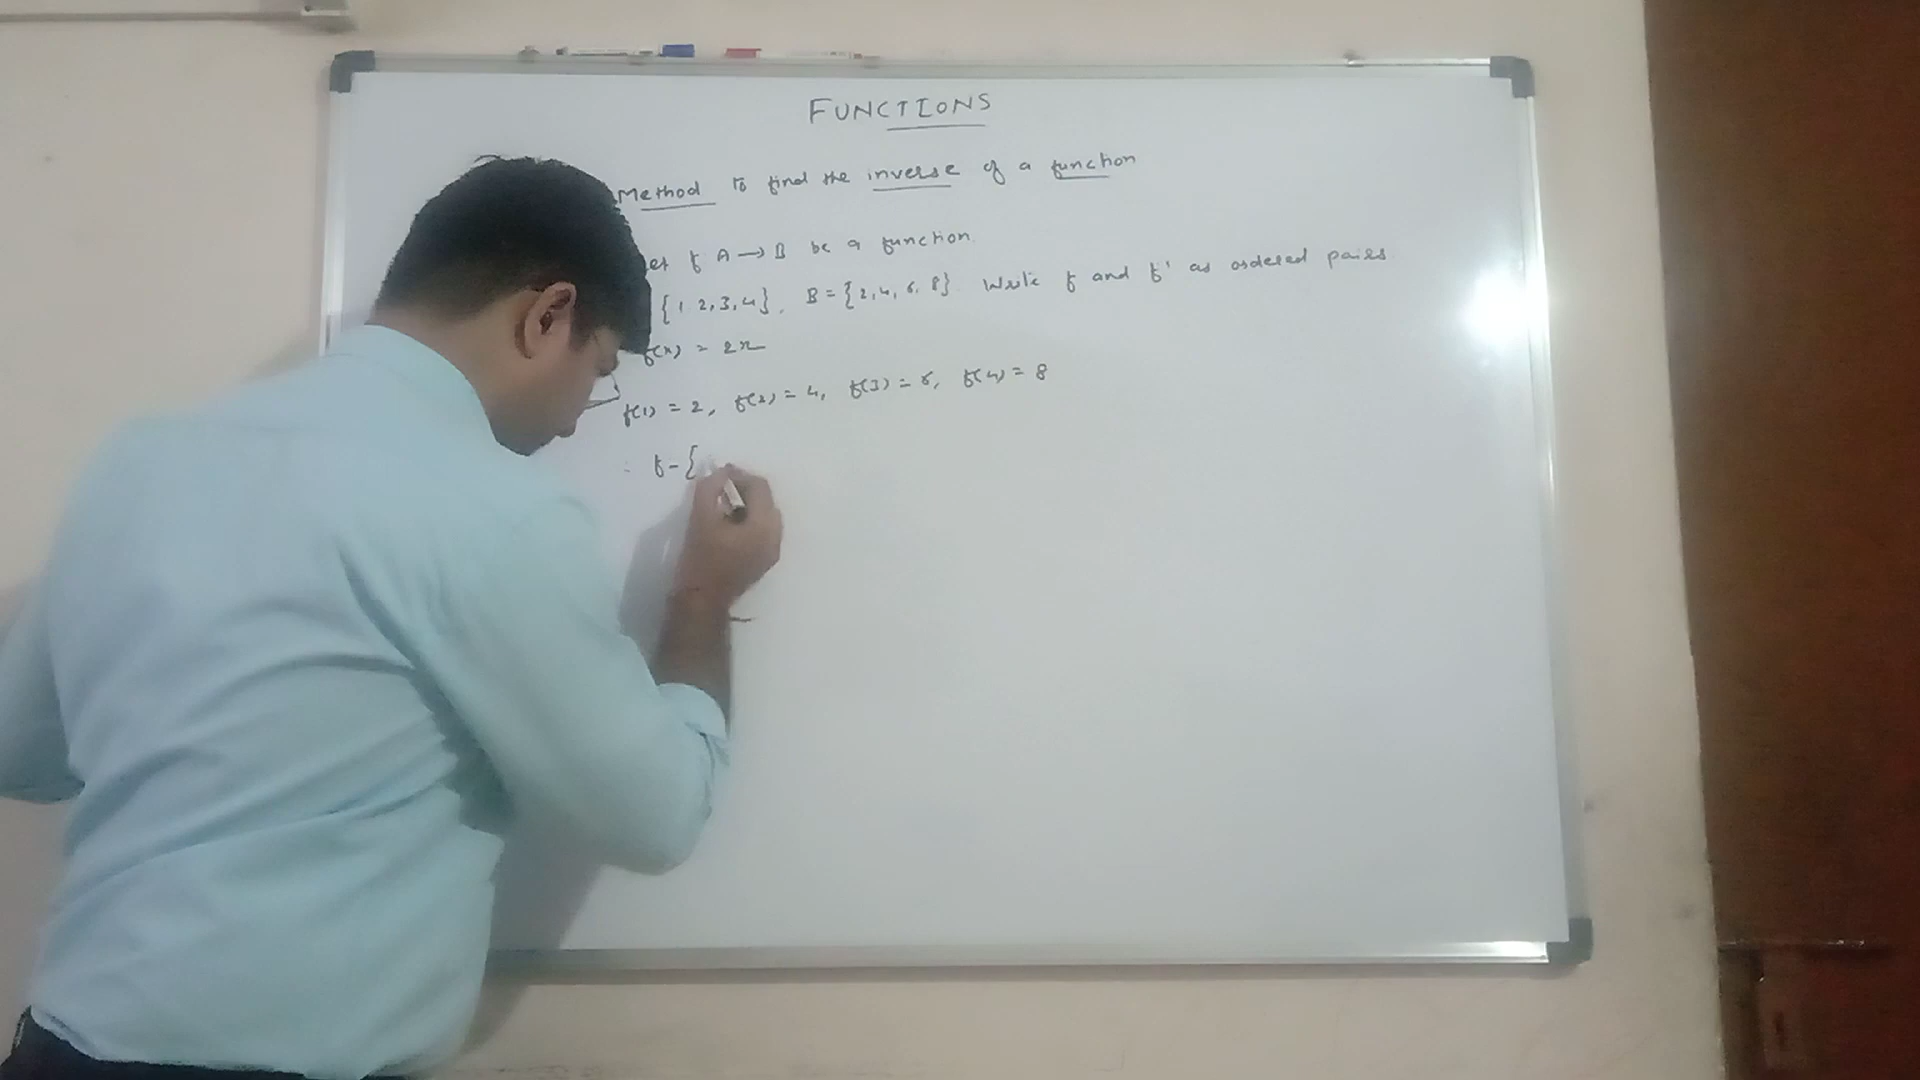 FUNCTIONS
Method to find the inverse of a function
et f A → B be a function.
{1 2, 3, 4}, B = {2, 4, 6, 8}. Write f and f' as ordered pairs.
f(x) = 2x
f(1) = 2, f(2) = 4, f(3) = 6, f(4) = 8
∴ f = {